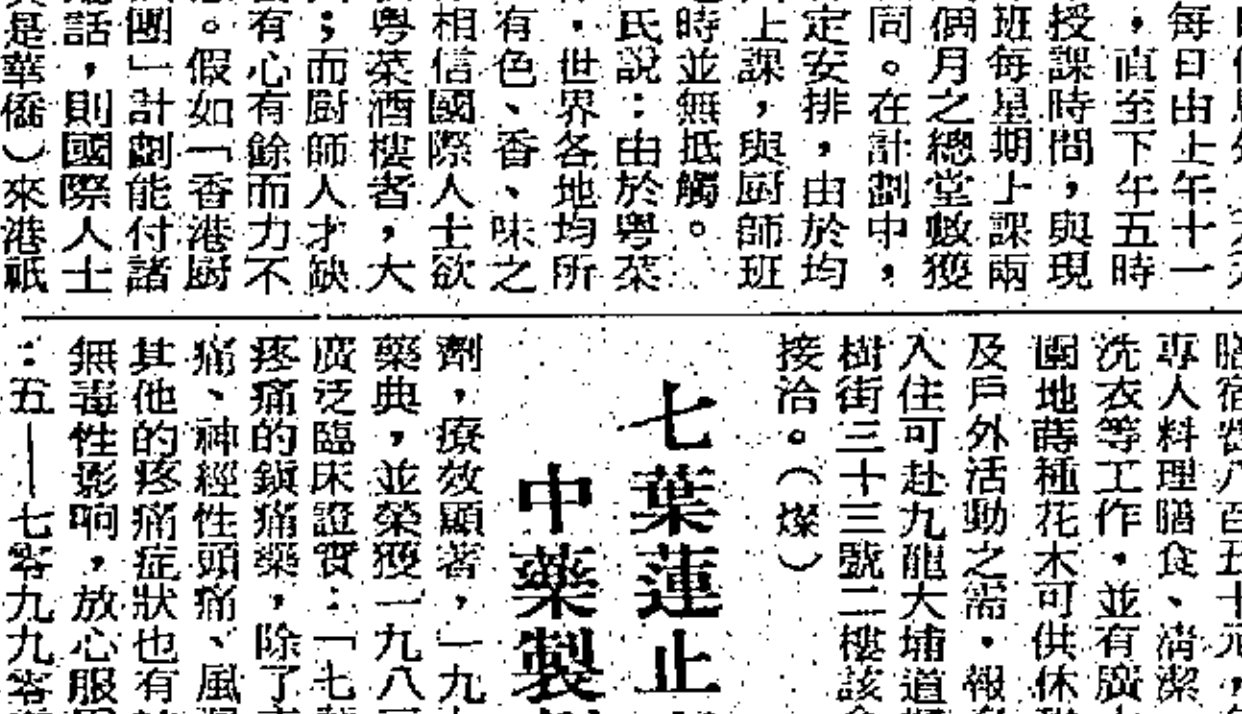 每日由上午十一
，直至下午五時
授課時間，與現
班每星期上課兩
個月之總堂數獲
同。在計劃中，
定安排，由於均
上課，與厨師班
時並無抵觸。
氏說：由於粵菜
，世界各地均所
有色、香、味之
相信國際人士欲
粵菜酒樓者，大
；而厨師人才缺
有心有餘而力不
。假如「香港厨
團」計劃能付諸
話，則國際人士
是華僑）來港祇
八百五十元，
專人料理膳食、清潔
洗衣等工作，並有廣
園地蒔種花木可供休
及戶外活動之需，報
入住可赴九龍大埔道
樹街三十三號二樓該
接洽。（燦）
七葉蓮止
中藥製
劑，療效顯著，一九
藥典，並榮獲一九八
廣泛臨床證實：「七
疼痛的鎮痛藥，除了
痛、神經性頭痛、風
其他的疼痛症狀也有
無毒性影响，放心服
：五——七零九九零